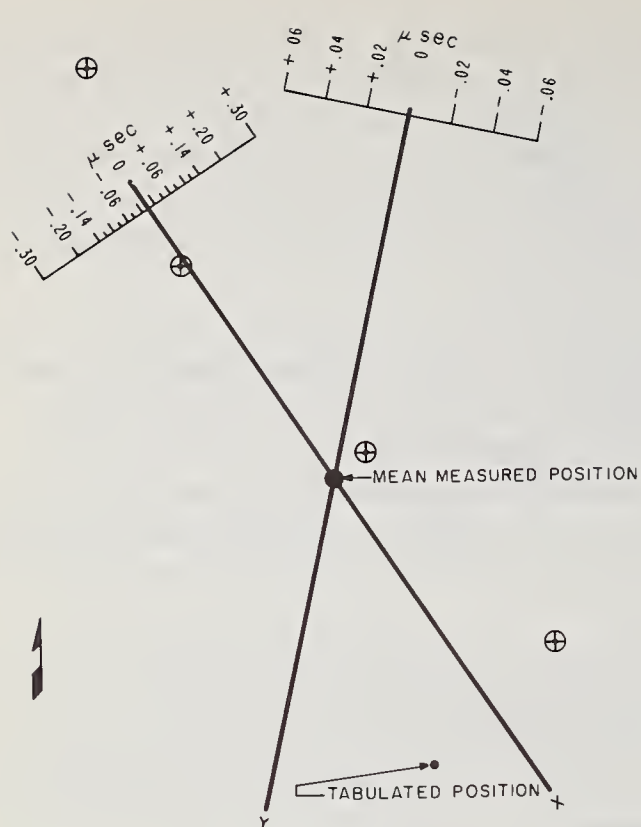 μ sec
+.06 +.04 +.02 0 -.02 -.04 -.06
μ sec
-.30 -.20 -.14 -.06 0 +.06 +.14 +.20 +.30
MEAN MEASURED POSITION
TABULATED POSITION
X
Y